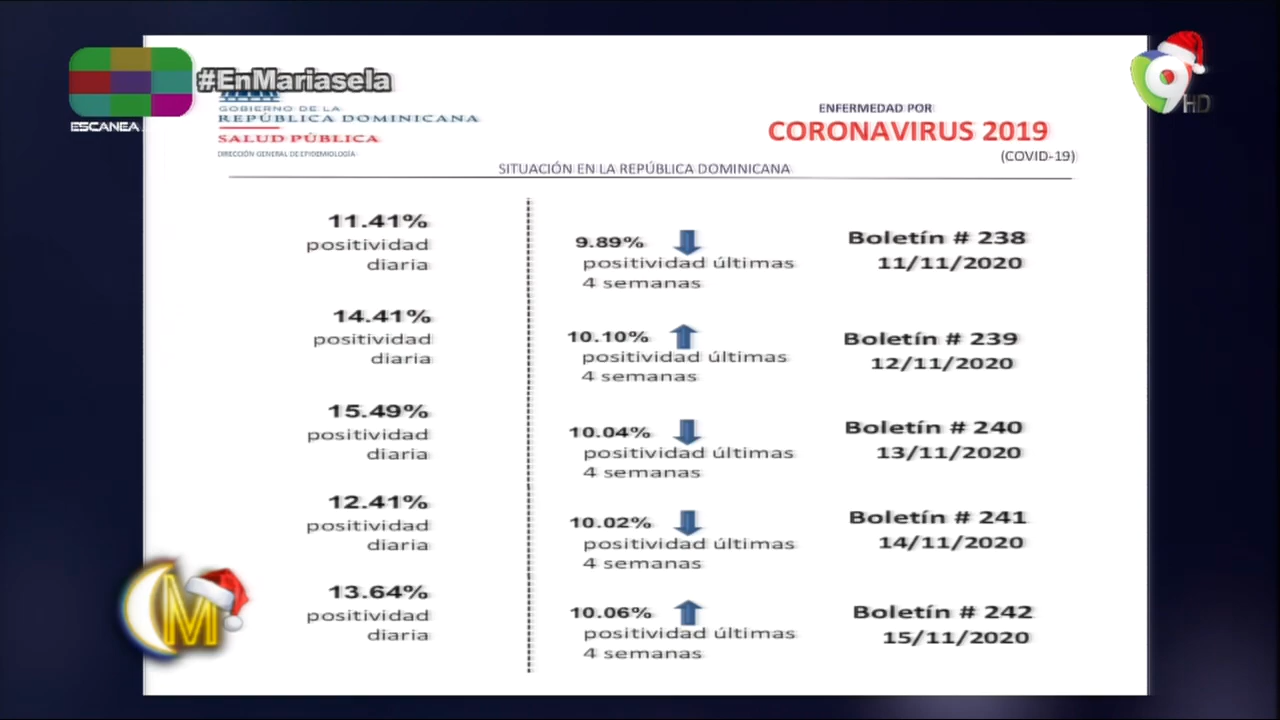 #EnMariasela
ESCANEA
9
HD
GOBIERNO DE LA
REPÚBLICA DOMINICANA
SALUD PÚBLICA
DIRECCIÓN GENERAL DE EPIDEMIOLOGÍA
ENFERMEDAD POR
CORONAVIRUS 2019
(COVID-19)
SITUACIÓN EN LA REPÚBLICA DOMINICANA
11.41%
positividad
diaria
9.89%
positividad últimas
4 semanas
Boletín # 238
11/11/2020
14.41%
positividad
diaria
10.10%
positividad últimas
4 semanas
Boletín # 239
12/11/2020
15.49%
positividad
diaria
10.04%
positividad últimas
4 semanas
Boletín # 240
13/11/2020
12.41%
positividad
diaria
10.02%
positividad últimas
4 semanas
Boletín # 241
14/11/2020
13.64%
positividad
diaria
10.06%
positividad últimas
4 semanas
Boletín # 242
15/11/2020
M